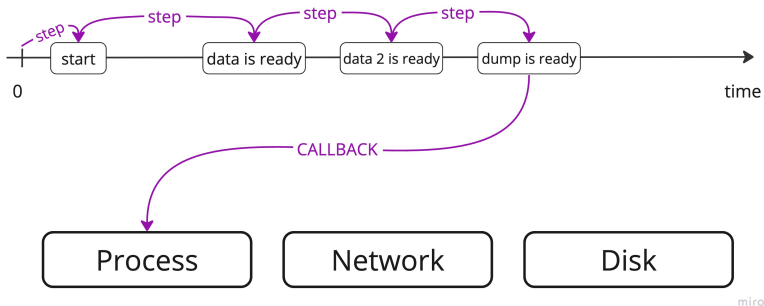 step
step
step
step
start
data is ready
data 2 is ready
dump is ready
0
time
CALLBACK
Process
Network
Disk
miro